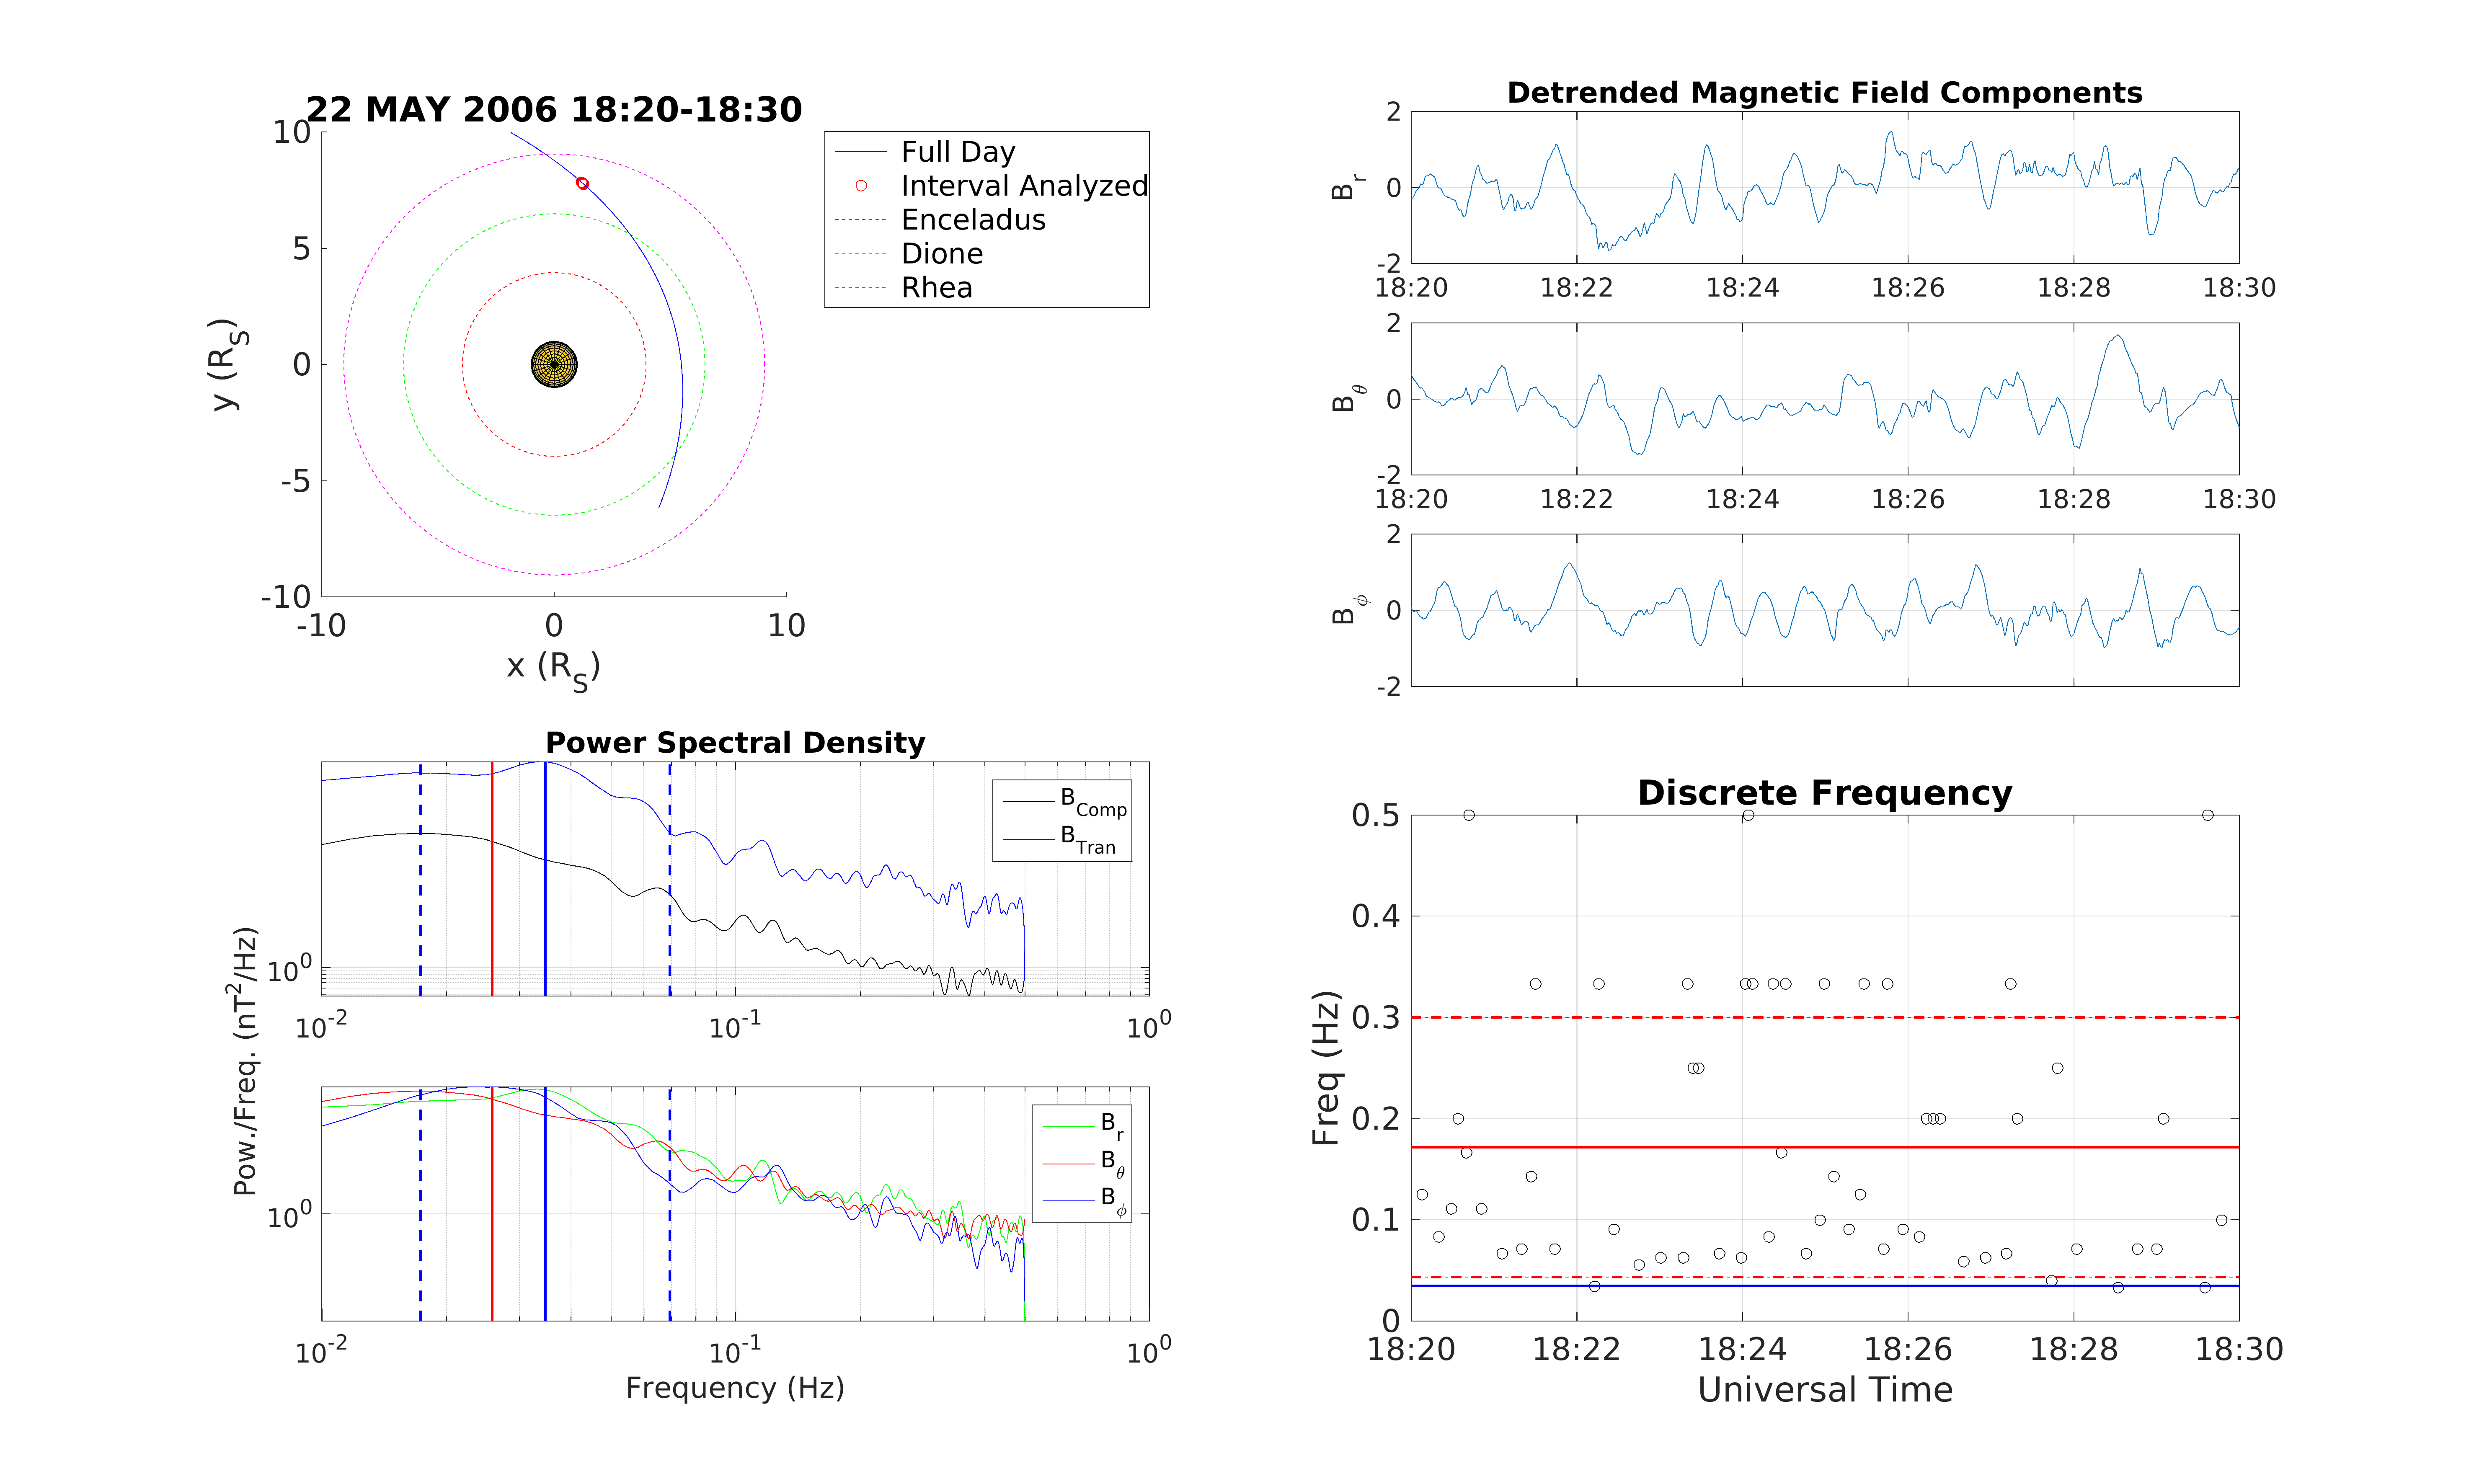 22 MAY 2006 18:20-18:30
10
5
0
-5
-10
-10 0 10
y (R_S)
x (R_S)
Full Day
Interval Analyzed
Enceladus
Dione
Rhea
Detrended Magnetic Field Components
2
0
-2
B_r
18:20 18:22 18:24 18:26 18:28 18:30
2
0
-2
B_θ
18:20 18:22 18:24 18:26 18:28 18:30
2
0
-2
B_ϕ
Power Spectral Density
B_Comp
B_Tran
10^0
10^-2 10^-1 10^0
Pow./Freq. (nT^2/Hz)
B_r
B_θ
B_ϕ
10^0
10^-2 10^-1 10^0
Frequency (Hz)
Discrete Frequency
0.5
0.4
0.3
0.2
0.1
0
Freq (Hz)
18:20 18:22 18:24 18:26 18:28 18:30
Universal Time